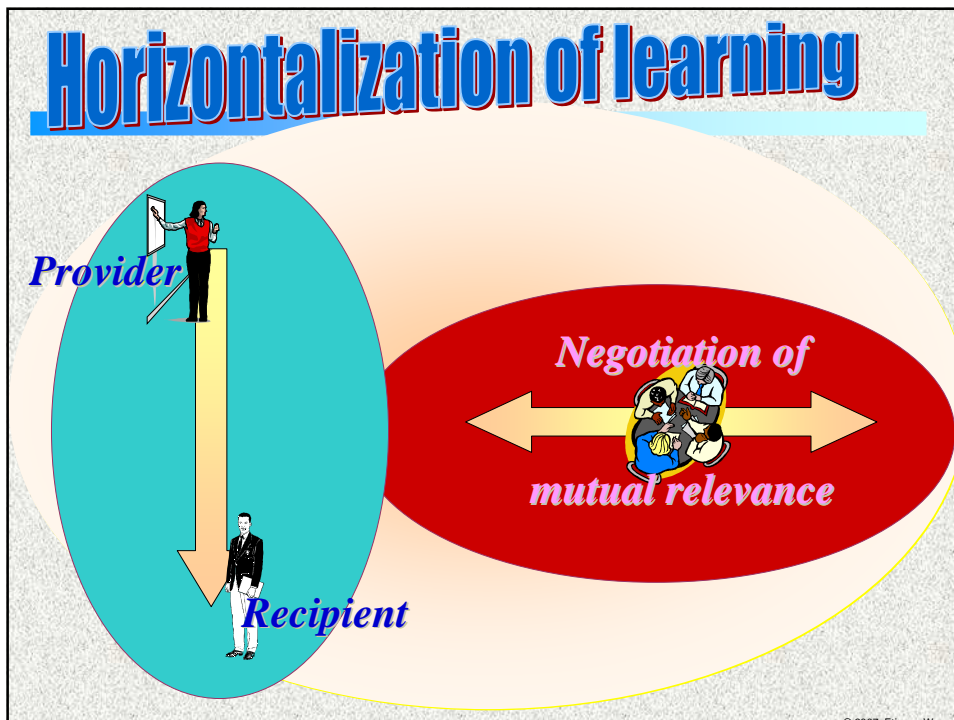 Horizontalization of learning
Provider
Negotiation of
mutual relevance
Recipient